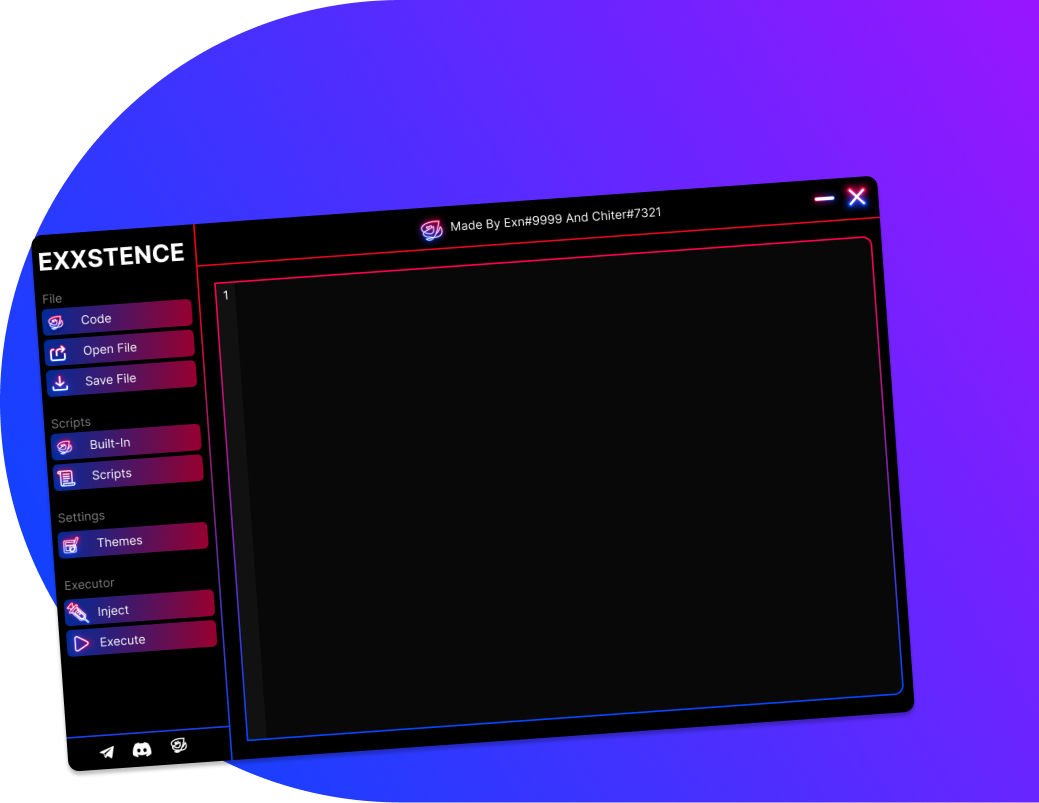 Made By Exn#9999 And Chiter#7321
EXXSTENCE
File
Code
Open File
Save File
Scripts
Built-In
Scripts
Settings
Themes
Executor
Inject
Execute
1